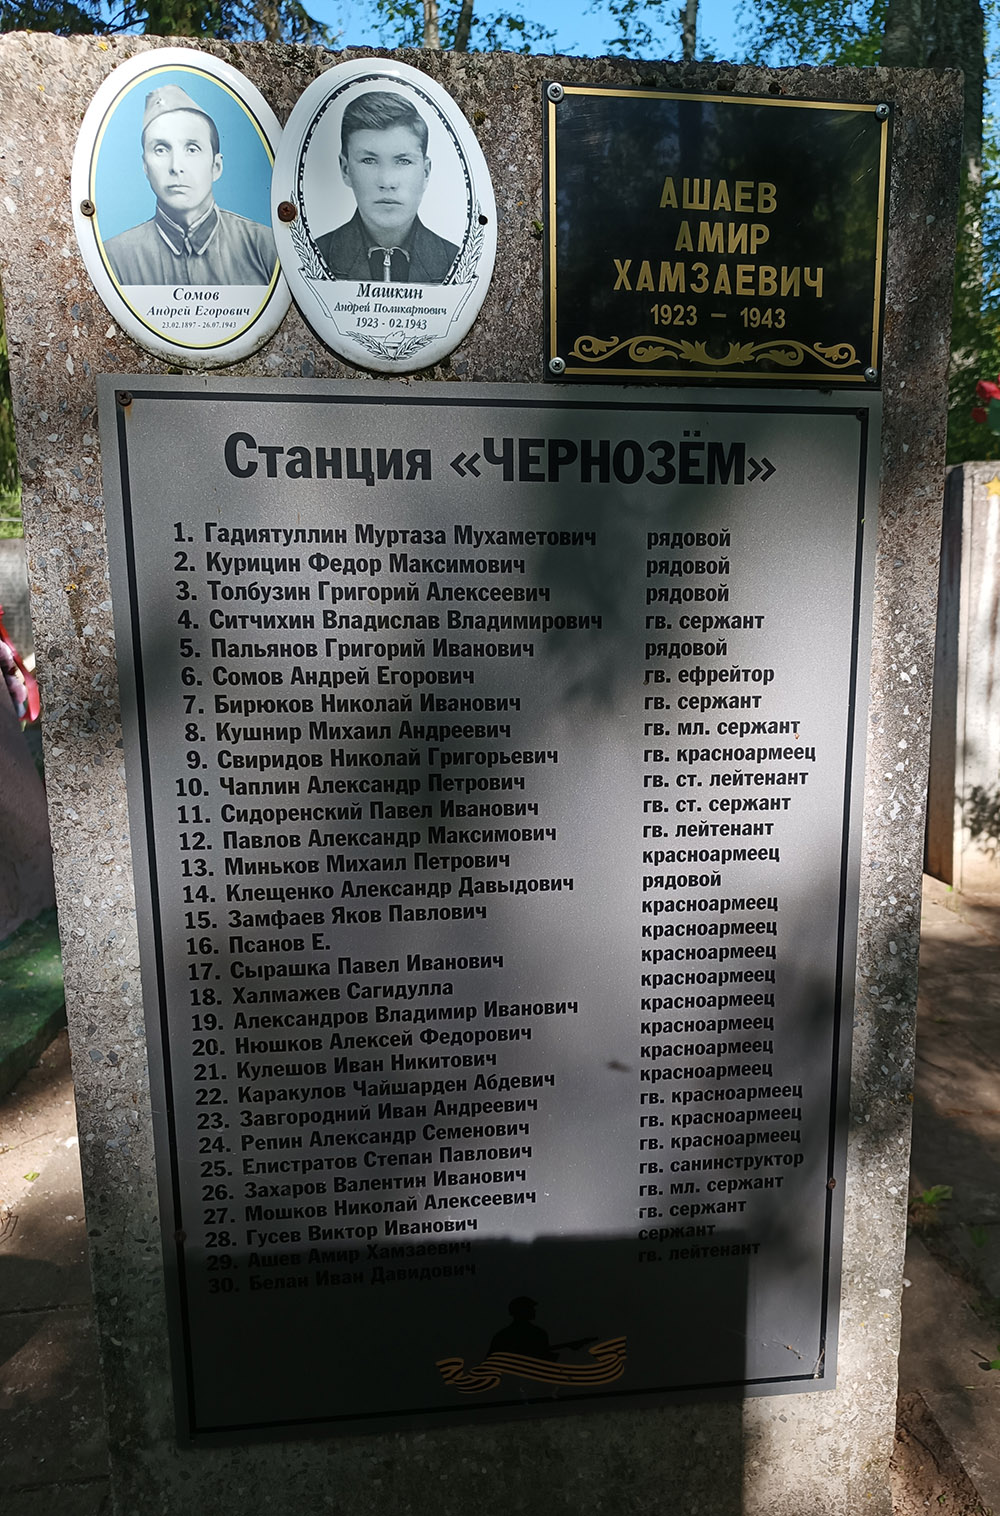 Сомов
Андрей Егорович
23.02.1897 - 26.07.1943
Машкин
Андрей Поликарпович
1923 - 02.1943
АШАЕВ
АМИР
ХАМЗАЕВИЧ
1923 – 1943
Станция «ЧЕРНОЗЁМ»
1. Гадиятуллин Муртаза Мухаметович рядовой
2. Курицин Федор Максимович рядовой
3. Толбузин Григорий Алексеевич рядовой
4. Ситчихин Владислав Владимирович гв. сержант
5. Пальянов Григорий Иванович рядовой
6. Сомов Андрей Егорович гв. ефрейтор
7. Бирюков Николай Иванович гв. сержант
8. Кушнир Михаил Андреевич гв. мл. сержант
9. Свиридов Николай Григорьевич гв. красноармеец
10. Чаплин Александр Петрович гв. ст. лейтенант
11. Сидоренский Павел Иванович гв. ст. сержант
12. Павлов Александр Максимович гв. лейтенант
13. Миньков Михаил Петрович красноармеец
14. Клещенко Александр Давыдович рядовой
15. Замфаев Яков Павлович красноармеец
16. Псанов Е. красноармеец
17. Сырашка Павел Иванович красноармеец
18. Халмажев Сагидулла красноармеец
19. Александров Владимир Иванович красноармеец
20. Нюшков Алексей Федорович красноармеец
21. Кулешов Иван Никитович красноармеец
22. Каракулов Чайшарден Абдевич красноармеец
23. Завгородний Иван Андреевич гв. красноармеец
24. Репин Александр Семенович гв. красноармеец
25. Елистратов Степан Павлович гв. красноармеец
26. Захаров Валентин Иванович гв. санинструктор
27. Мошков Николай Алексеевич гв. мл. сержант
28. Гусев Виктор Иванович гв. сержант
29. Ашев Амир Хамзаевич сержант
30. Белан Иван Давидович гв. лейтенант